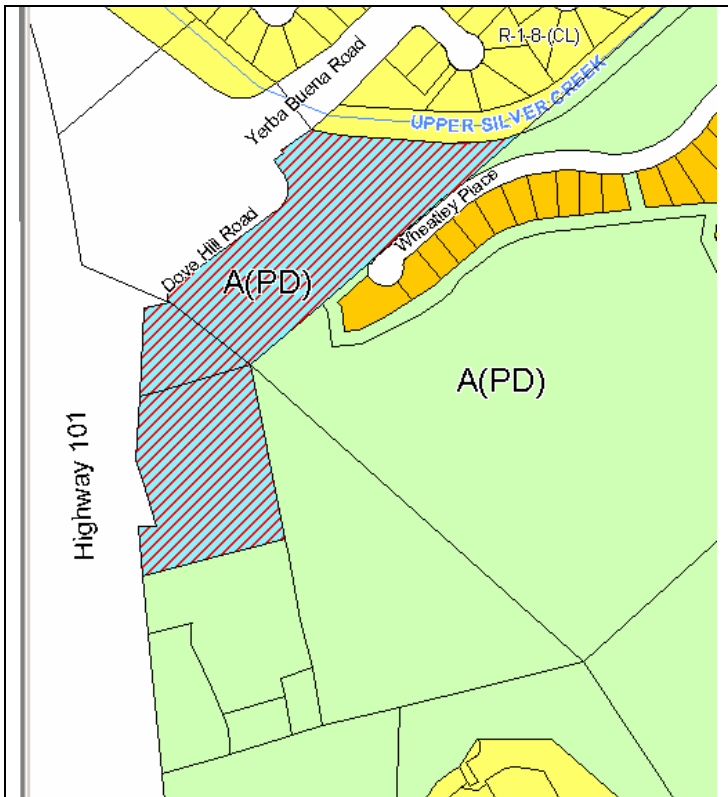 R-1-8-(CL)
Yerba Buena Road
UPPER SILVER CREEK
Wheatley Place
Dove Hill Road
A(PD)
A(PD)
Highway 101